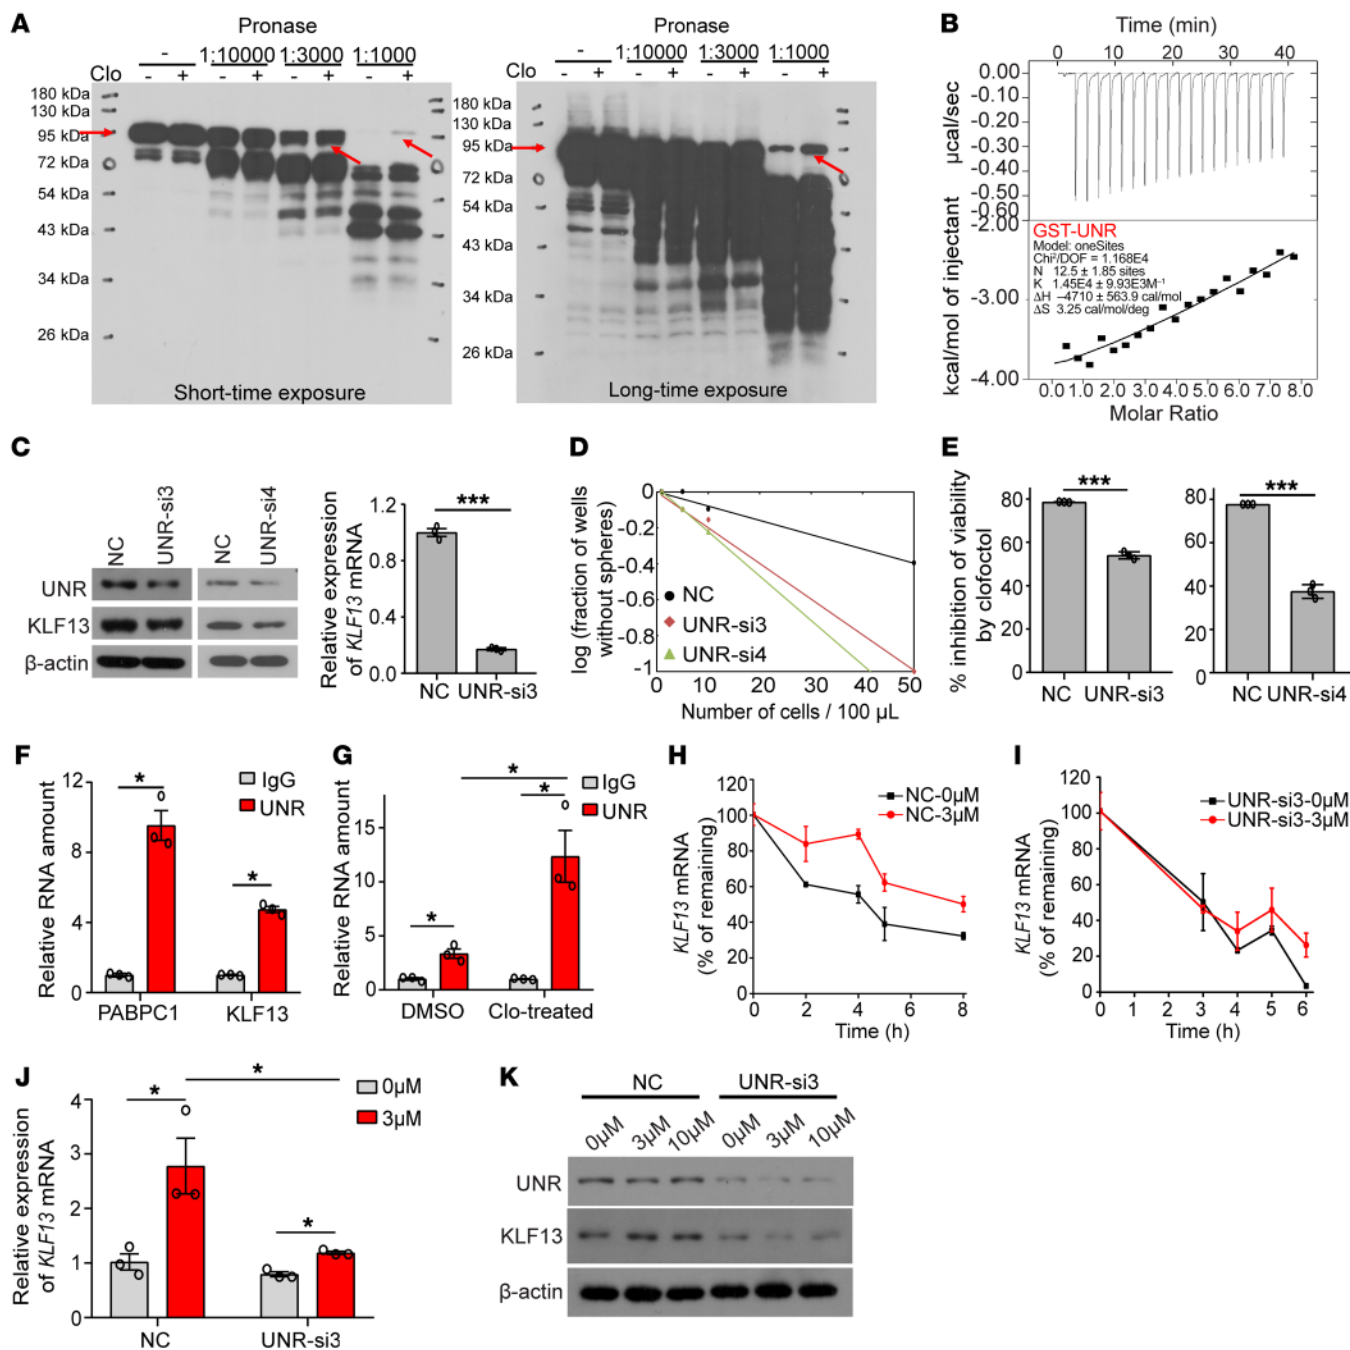 A
Pronase
- 1:10000 1:3000 1:1000
Clo - + - + - + - +
180 kDa
130 kDa
95 kDa
72 kDa
54 kDa
43 kDa
34 kDa
26 kDa
Short-time exposure
Pronase
- 1:10000 1:3000 1:1000
Clo - + - + - + - +
180 kDa
130 kDa
95 kDa
72 kDa
54 kDa
43 kDa
34 kDa
26 kDa
Long-time exposure
B
Time (min)
0 10 20 30 40
µcal/sec
0.00
-0.10
-0.20
-0.30
-0.40
-0.50
-0.60
-2.00
-3.00
-4.00
kcal/mol of injectant
GST-UNR
Model: oneSites
Chi²/DOF = 1.168E4
N 12.5 ± 1.85 sites
K 1.45E4 ± 9.93E3M⁻¹
ΔH -4710 ± 563.9 cal/mol
ΔS 3.25 cal/mol/deg
0.0 1.0 2.0 3.0 4.0 5.0 6.0 7.0 8.0
Molar Ratio
C
NC UNR-si3 NC UNR-si4
UNR
KLF13
β-actin
Relative expression
of KLF13 mRNA
1.2
0.8
0.4
0.0
***
NC UNR-si3
D
log (fraction of wells
without spheres)
0
-0.2
-0.4
-0.6
-0.8
-1
NC
UNR-si3
UNR-si4
0 10 20 30 40 50
Number of cells / 100 µL
E
% inhibition of viability
by clofoctol
80
60
40
20
0
***
NC UNR-si3
80
60
40
20
0
***
NC UNR-si4
F
Relative RNA amount
12
8
4
0
IgG
UNR
*
*
PABPC1 KLF13
G
Relative RNA amount
15
10
5
0
IgG
UNR
*
*
*
DMSO Clo-treated
H
KLF13 mRNA
(% of remaining)
120
100
80
60
40
20
0
NC-0µM
NC-3µM
0 2 4 6 8
Time (h)
I
KLF13 mRNA
(% of remaining)
120
100
80
60
40
20
0
UNR-si3-0µM
UNR-si3-3µM
0 1 2 3 4 5 6
Time (h)
J
Relative expression
of KLF13 mRNA
4
3
2
1
0
0µM
3µM
*
*
*
NC UNR-si3
K
NC UNR-si3
0µM 3µM 10µM 0µM 3µM 10µM
UNR
KLF13
β-actin